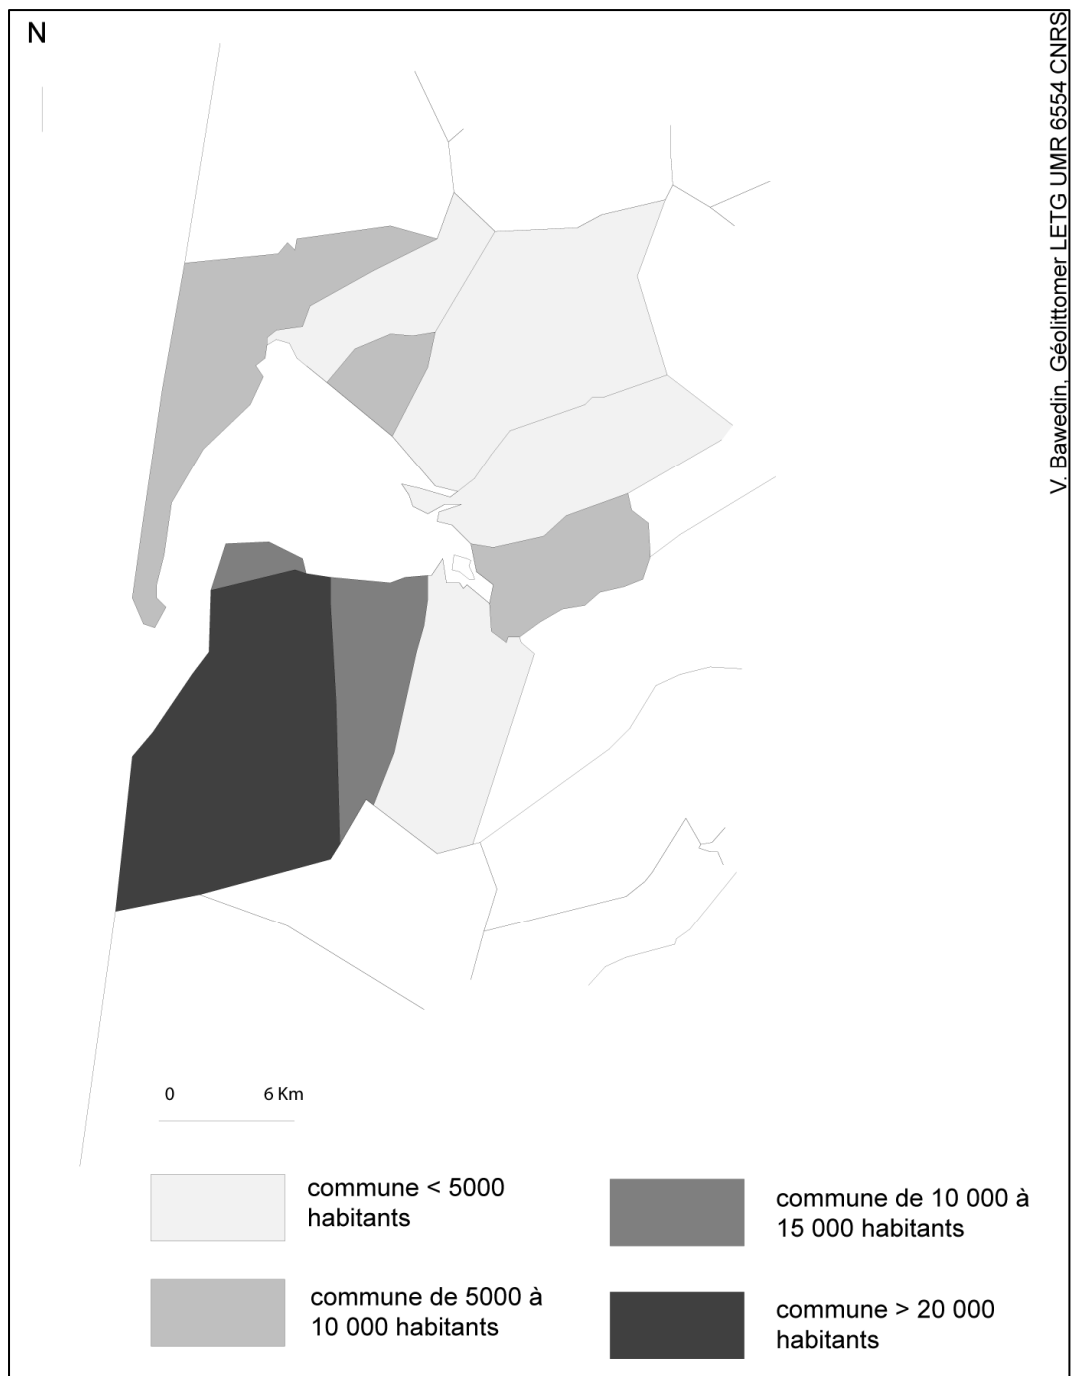 N
V. Bawedin, Géolittomer LETG UMR 6554 CNRS
0 6 Km
commune < 5000
habitants
commune de 5000 à
10 000 habitants
commune de 10 000 à
15 000 habitants
commune > 20 000
habitants